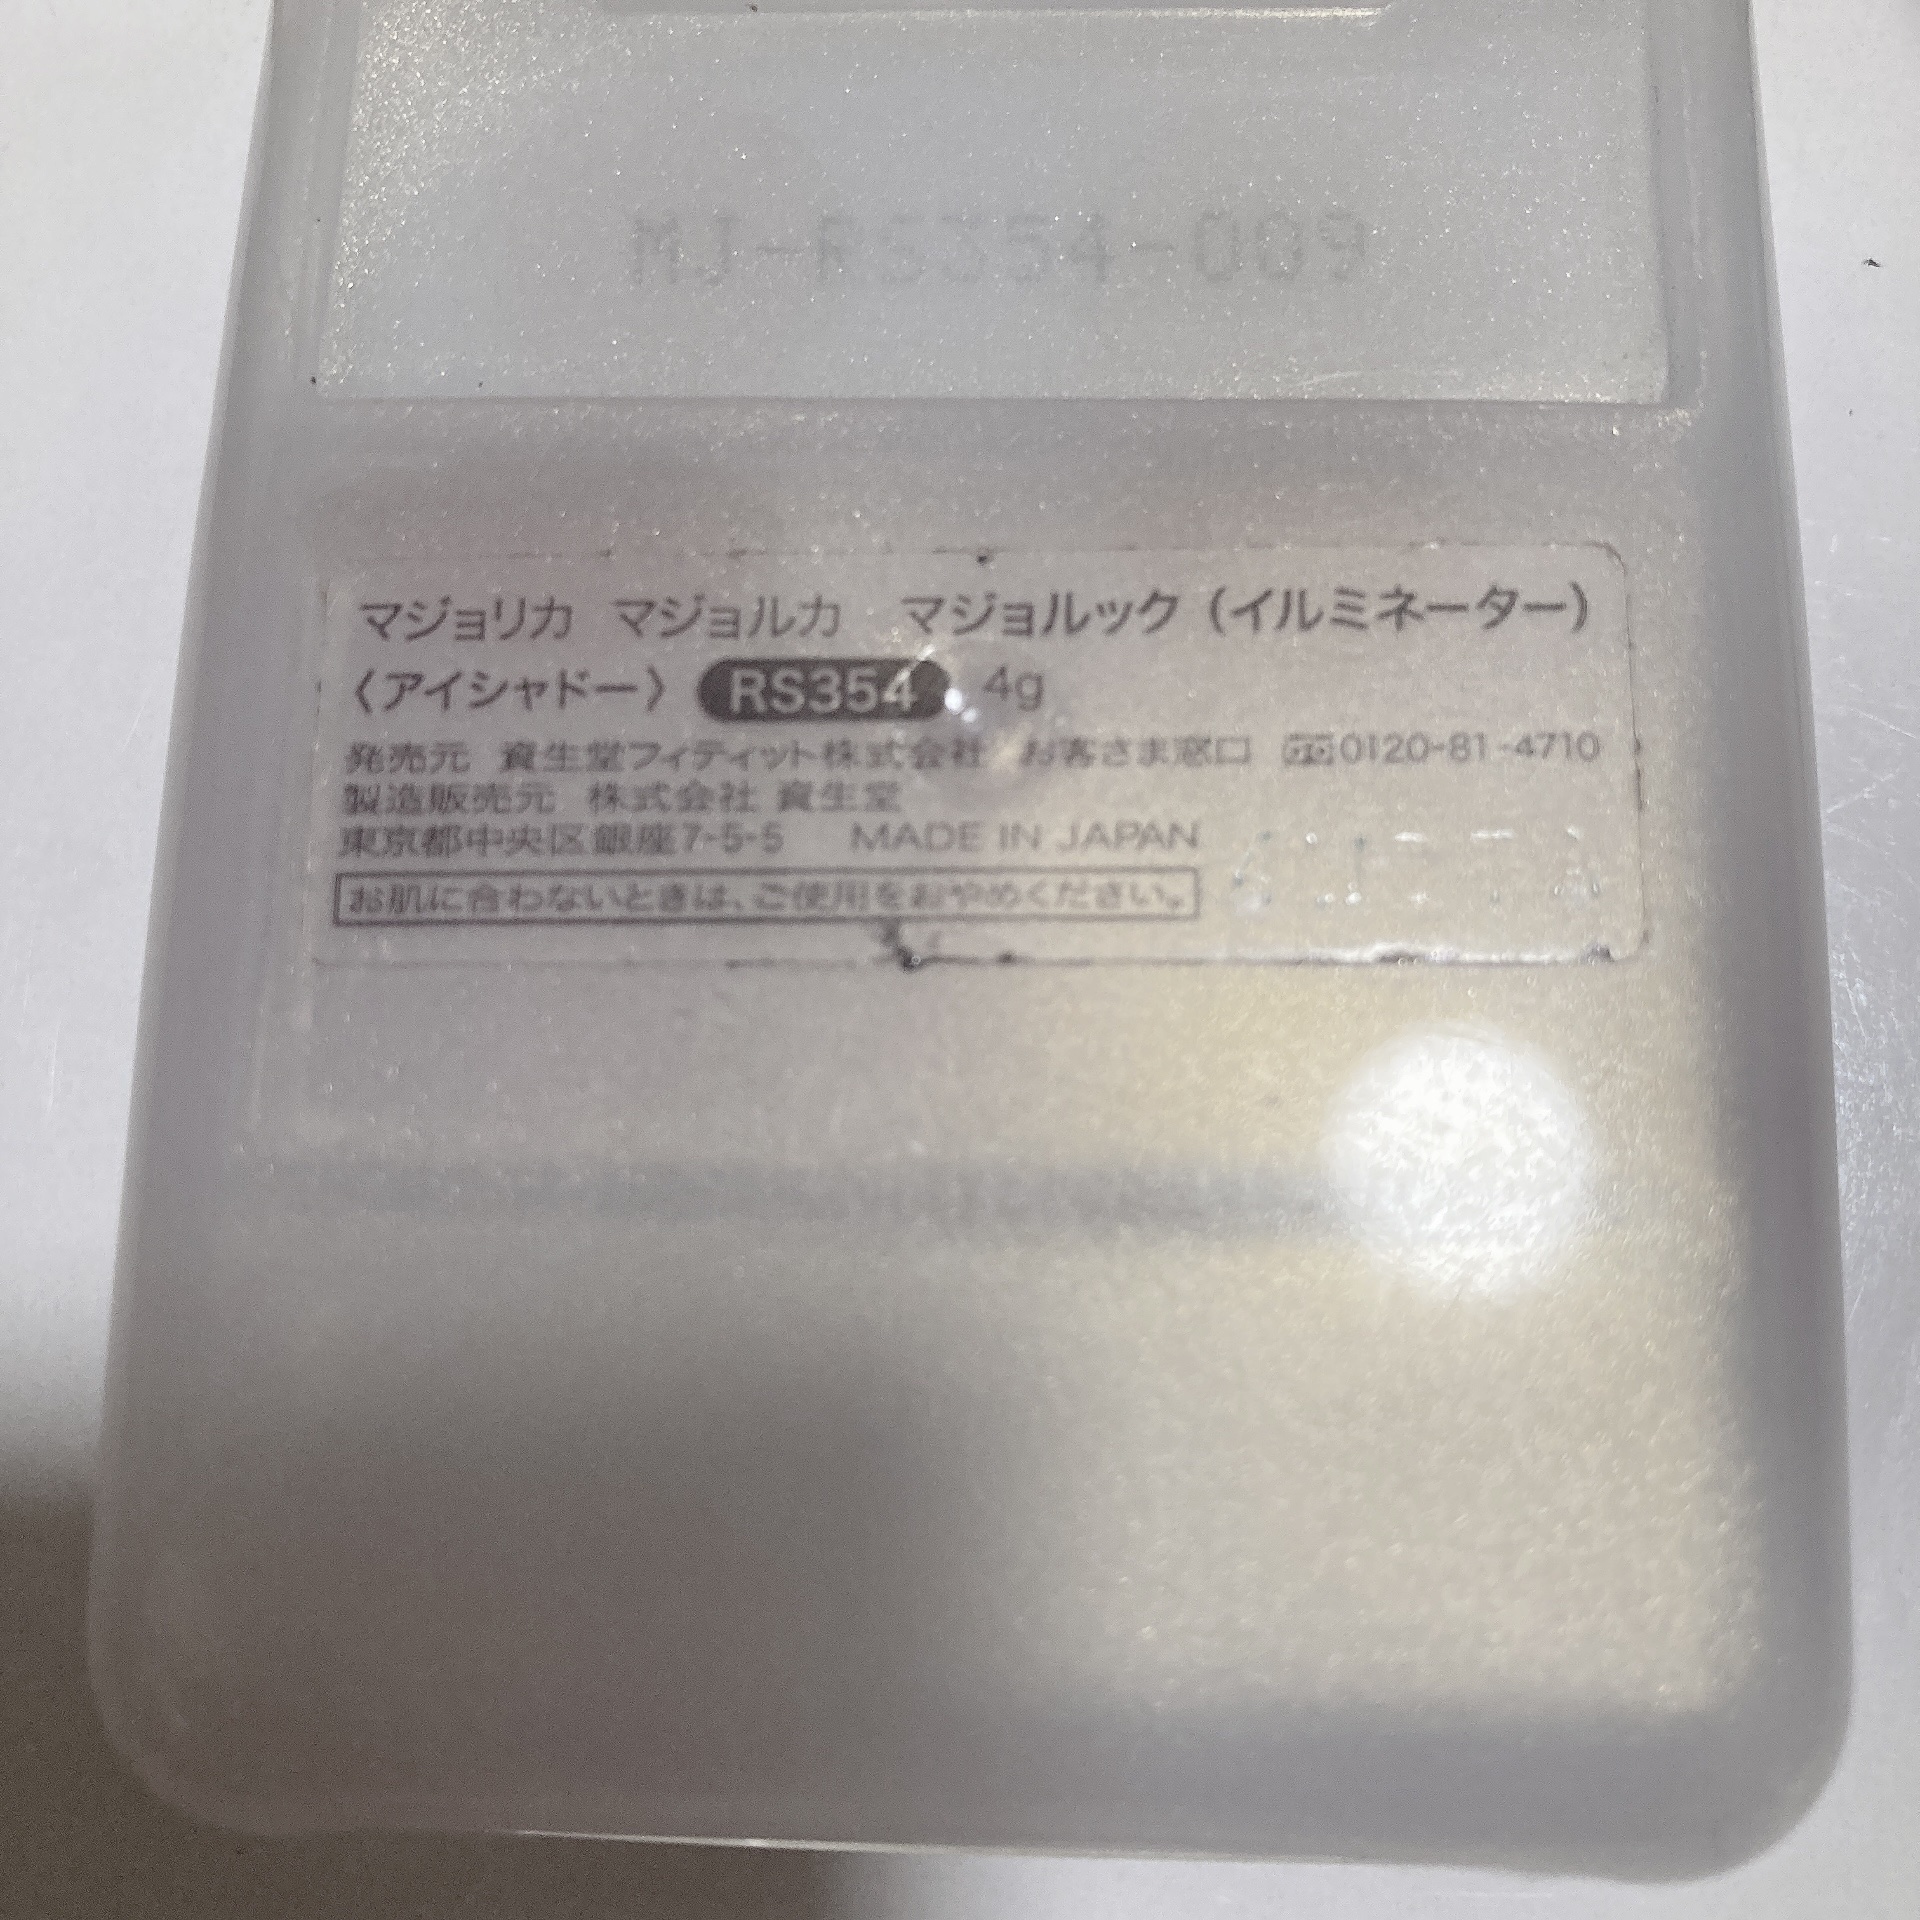 MJ-RS354-009
マジョリカ マジョルカ マジョルック（イルミネーター）
〈アイシャドー〉 RS354 4g
発売元 資生堂フィティット株式会社 お客さま窓口 0120-81-4710
製造販売元 株式会社 資生堂
東京都中央区銀座7-5-5 MADE IN JAPAN
お肌に合わないときは、ご使用をおやめください。